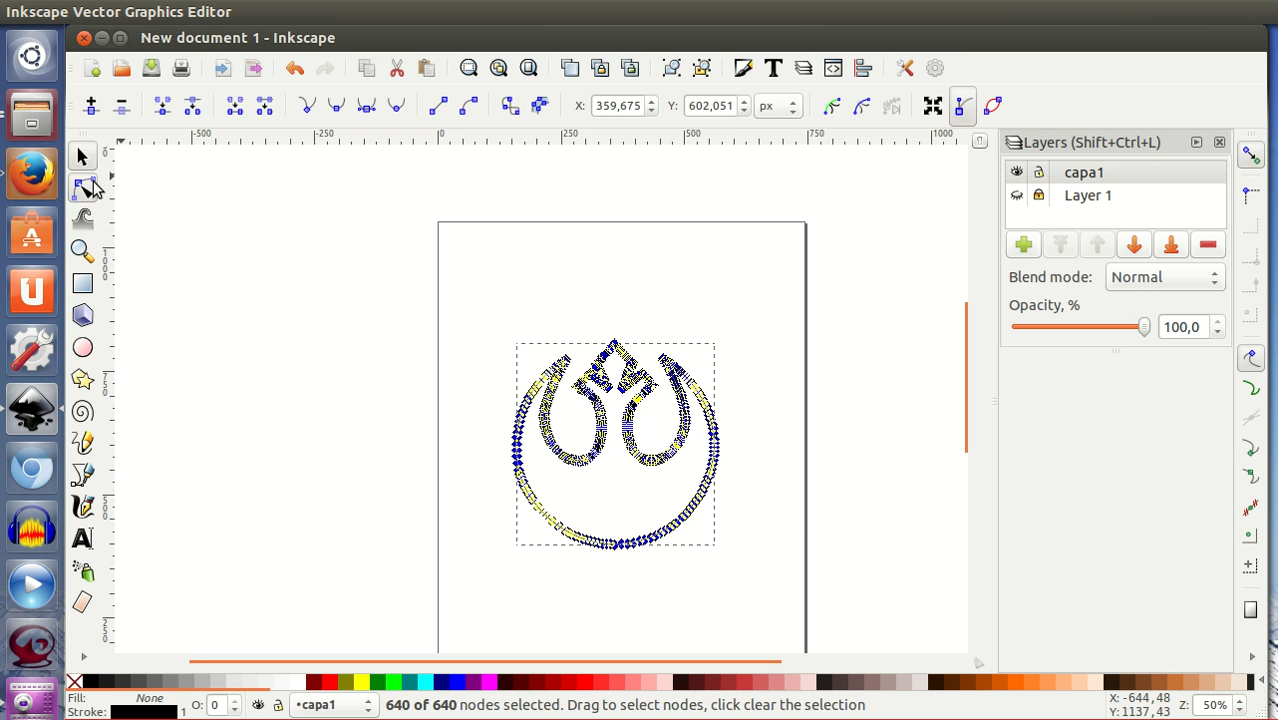 Inkscape Vector Graphics Editor
New document 1 - Inkscape
X: 359,675 Y: 602,051 px
-500 -250 0 250 500 750 1000
Layers (Shift+Ctrl+L)
capa1
Layer 1
Blend mode: Normal
Opacity, %
100,0
Fill: None
Stroke: 1
O: 0
•capa1
640 of 640 nodes selected. Drag to select nodes, click clear the selection
X: -644,48
Y: 1137,43
Z: 50%